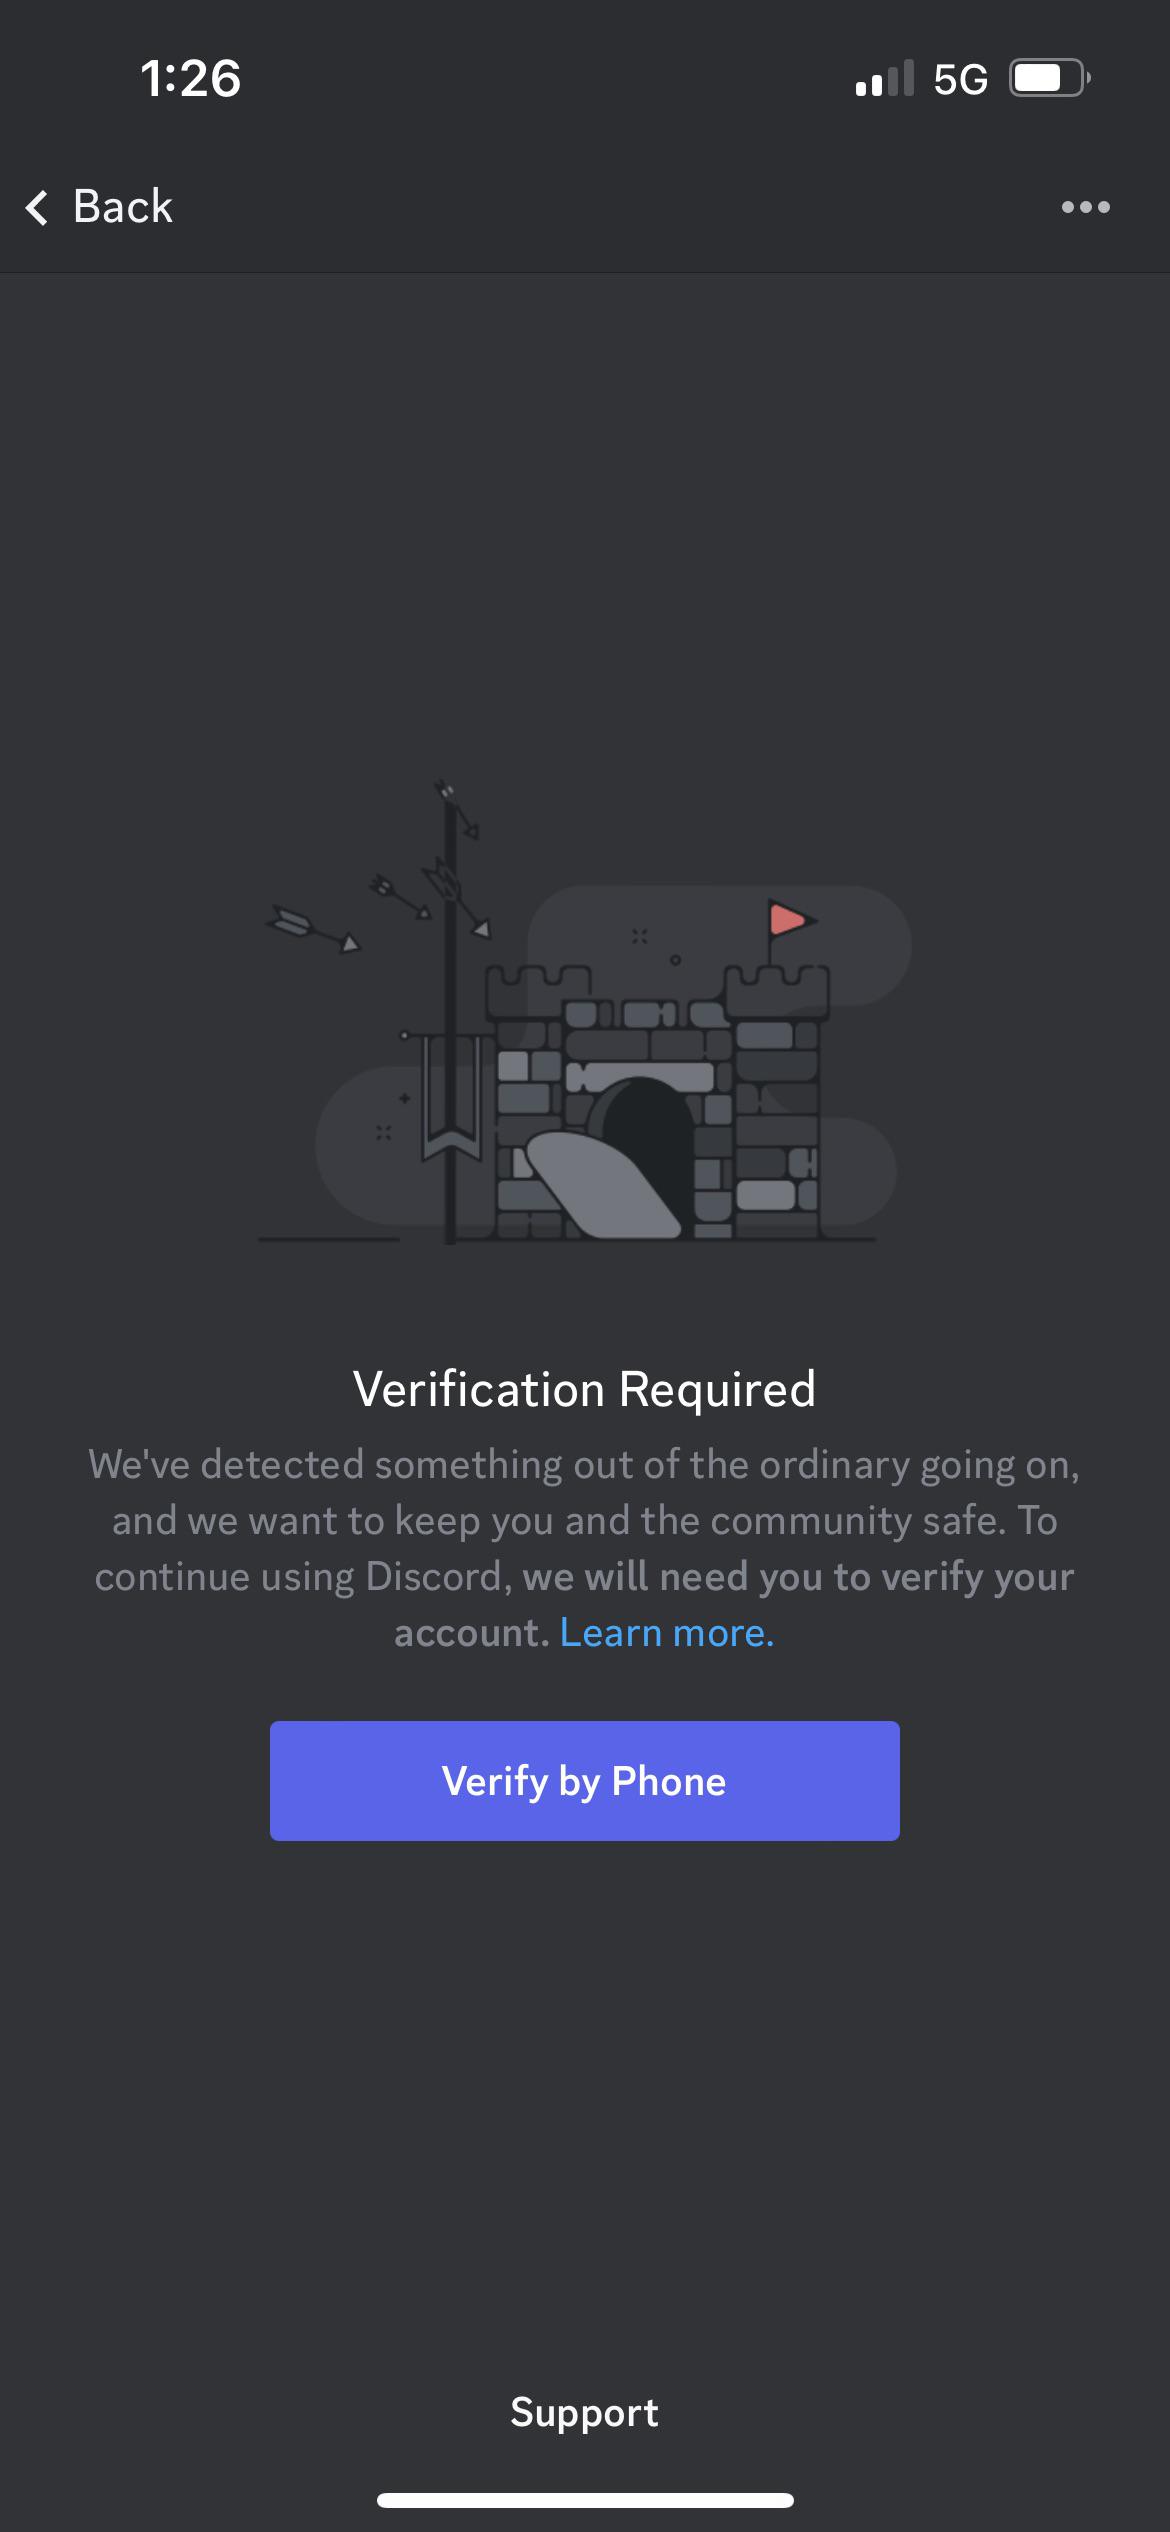 1:26
5G
Back
Verification Required
We've detected something out of the ordinary going on,
and we want to keep you and the community safe. To
continue using Discord, we will need you to verify your
account. Learn more.
Verify by Phone
Support